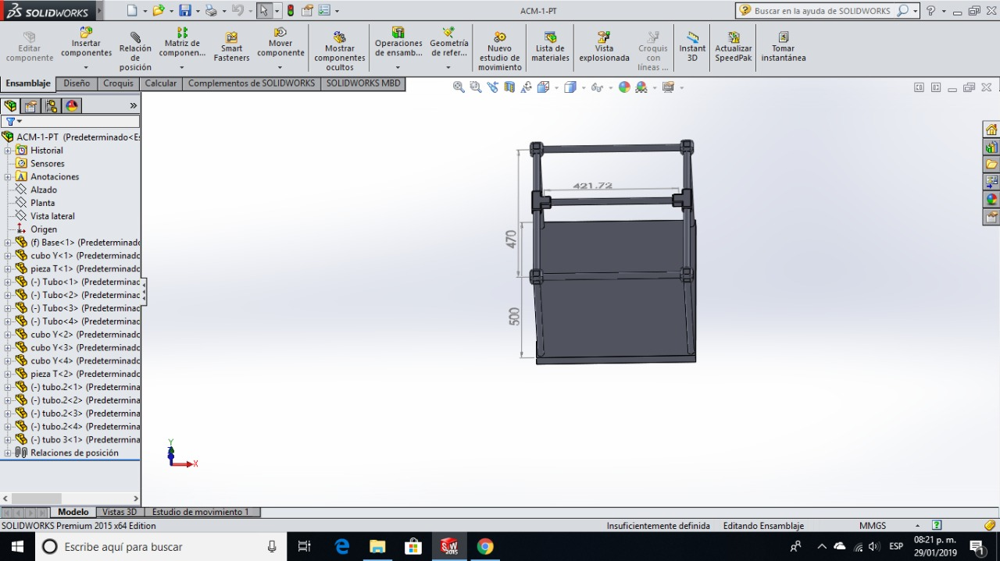 SOLIDWORKS
ACM-1-PT
Buscar en la ayuda de SOLIDWORKS
Editar componente
Insertar componentes
Relación de posición
Matriz de componen...
Smart Fasteners
Mover componente
Mostrar componentes ocultos
Operaciones de ensamb...
Geometría de refer...
Nuevo estudio de movimiento
Lista de materiales
Vista explosionada
Croquis con líneas ...
Instant 3D
Actualizar SpeedPak
Tomar instantánea
Ensamblaje
Diseño
Croquis
Calcular
Complementos de SOLIDWORKS
SOLIDWORKS MBD
ACM-1-PT (Predeterminado<Es
Historial
Sensores
Anotaciones
Alzado
Planta
Vista lateral
Origen
(f) Base<1> (Predeterminado
cubo Y<1> (Predeterminado
pieza T<1> (Predeterminado
(-) Tubo<1> (Predeterminac
(-) Tubo<2> (Predeterminac
(-) Tubo<3> (Predeterminac
(-) Tubo<4> (Predeterminac
cubo Y<2> (Predeterminado
cubo Y<3> (Predeterminado
cubo Y<4> (Predeterminado
pieza T<2> (Predeterminado
(-) tubo.2<1> (Predetermina
(-) tubo.2<2> (Predetermina
(-) tubo.2<3> (Predetermina
(-) tubo.2<4> (Predetermina
(-) tubo 3<1> (Predetermina
Relaciones de posición
421.72
470
500
Y
X
Modelo
Vistas 3D
Estudio de movimiento 1
SOLIDWORKS Premium 2015 x64 Edition
Insuficientemente definida
Editando Ensamblaje
MMGS
Escribe aquí para buscar
ESP
08:21 p. m.
29/01/2019